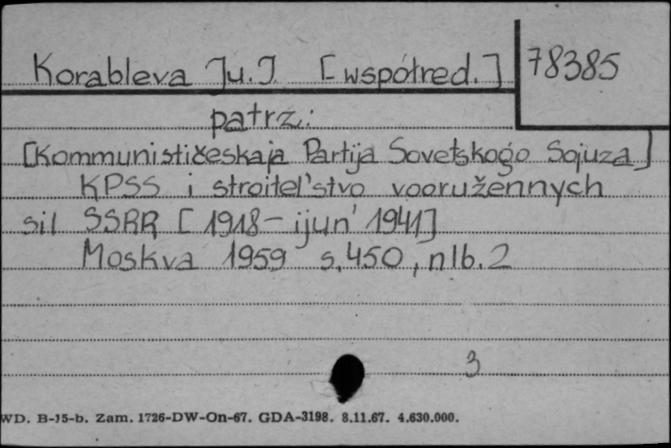 Korableva Ju.I [współred.] 78385
patrz:
[Kommunističeskaja Partija Sovetskogo Sojuza]
KPSS i stroitel'stvo vooružennych
sil SSRR [1918 - ijun' 1941]
Moskva 1959 s. 450, nlb. 2
3
WD. B-15-b. Zam. 1726-DW-On-67. GDA-3198. 8.11.67. 4.630.000.